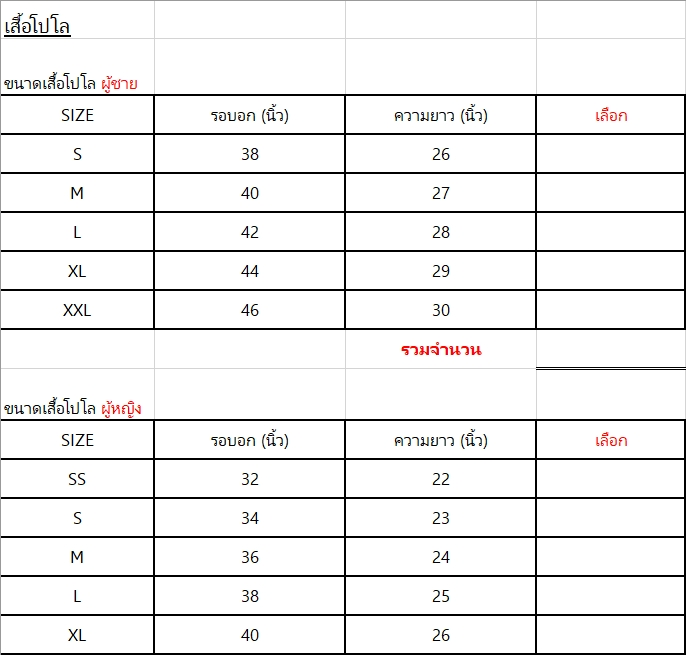 เสื้อโปโล
ขนาดเสื้อโปโล ผู้ชาย
SIZE รอบอก (นิ้ว) ความยาว (นิ้ว) เลือก
S 38 26
M 40 27
L 42 28
XL 44 29
XXL 46 30
รวมจำนวน
ขนาดเสื้อโปโล ผู้หญิง
SIZE รอบอก (นิ้ว) ความยาว (นิ้ว) เลือก
SS 32 22
S 34 23
M 36 24
L 38 25
XL 40 26